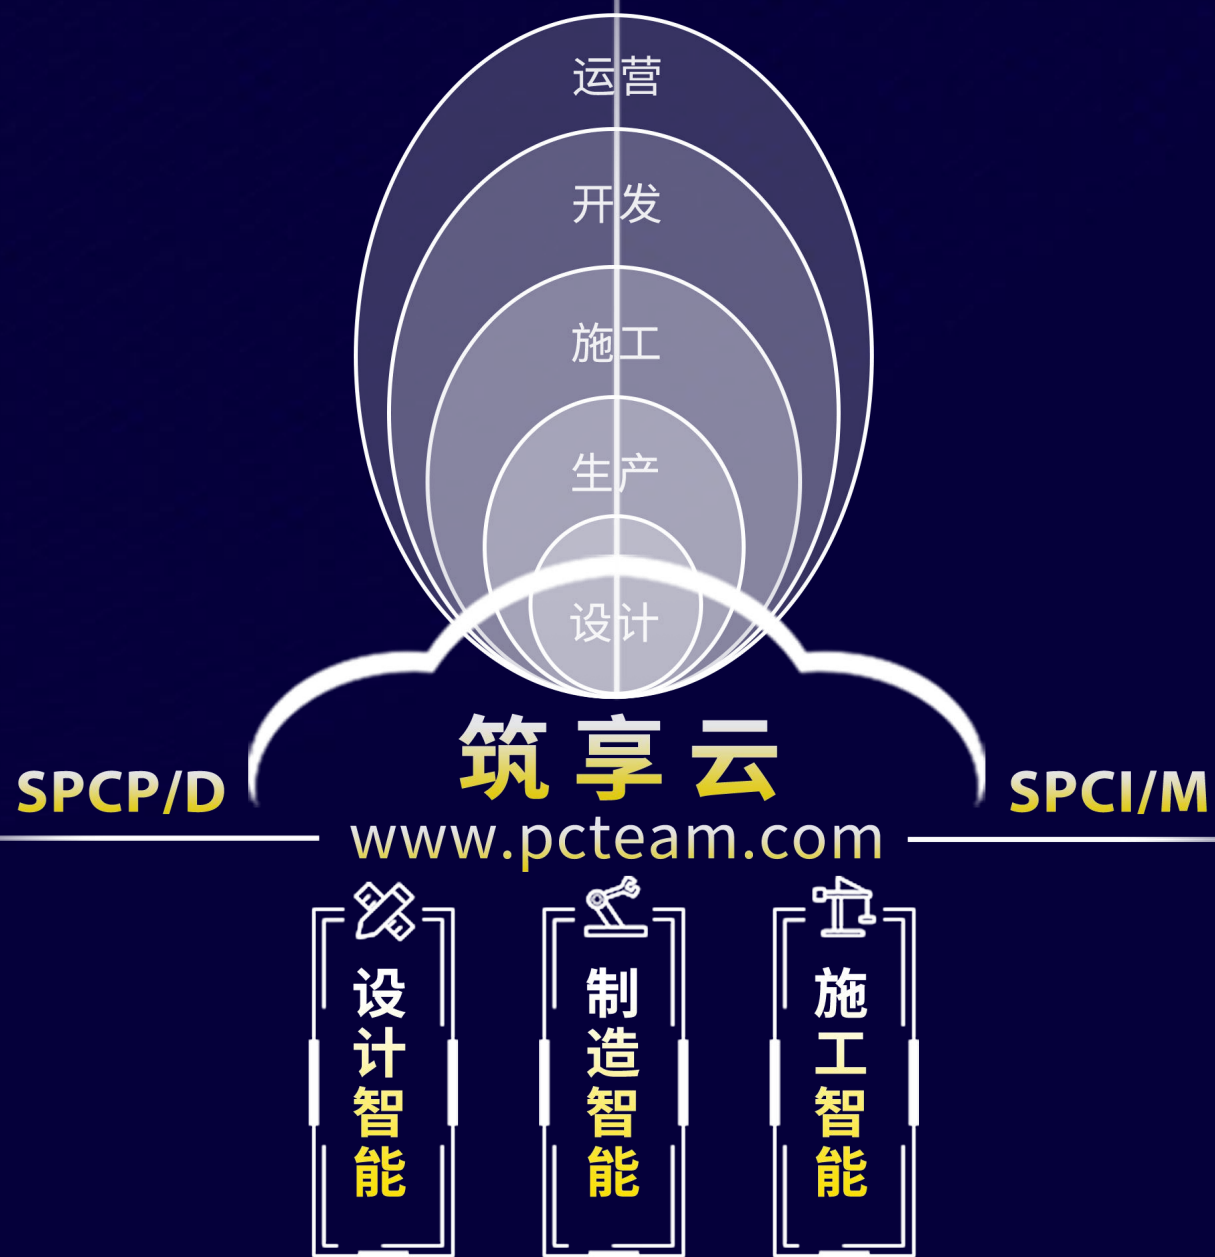 运营
开发
施工
生产
设计
筑享云
SPCP/D
SPCI/M
www.pcteam.com
设计智能
制造智能
施工智能